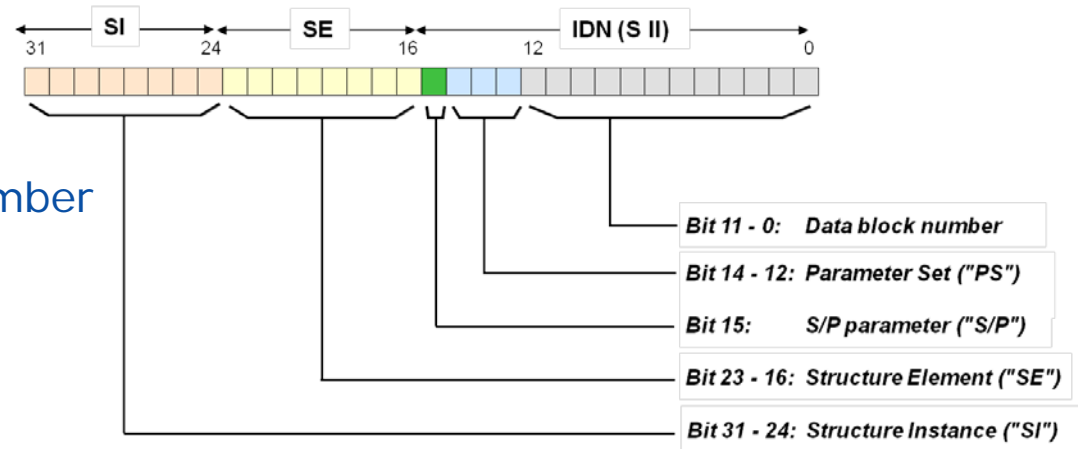 SI SE IDN (S II)
31 24 16 12 0
mber
Bit 11 - 0: Data block number
Bit 14 - 12: Parameter Set ("PS")
Bit 15: S/P parameter ("S/P")
Bit 23 - 16: Structure Element ("SE")
Bit 31 - 24: Structure Instance ("SI")